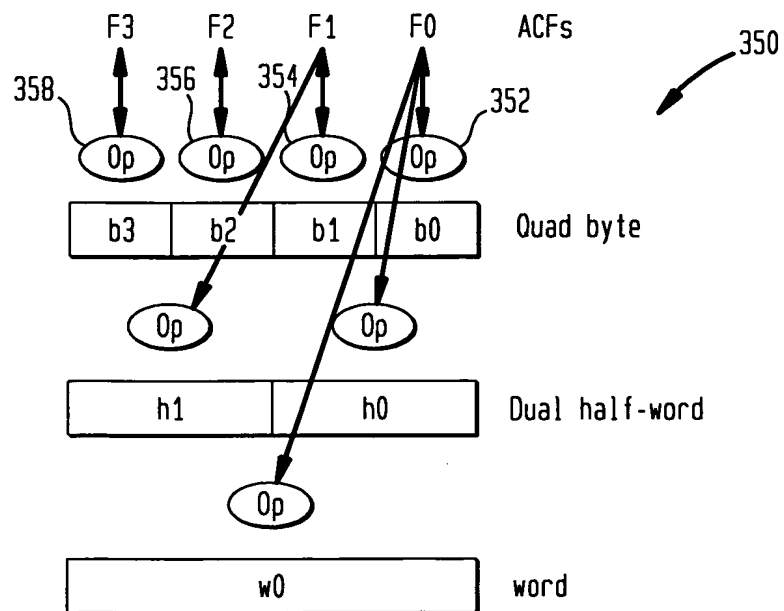 F3 F2 F1 F0 ACFs
350
358 356 354 352
Op Op Op Op
b3 b2 b1 b0 Quad byte
Op Op
h1 h0 Dual half-word
Op
w0 word